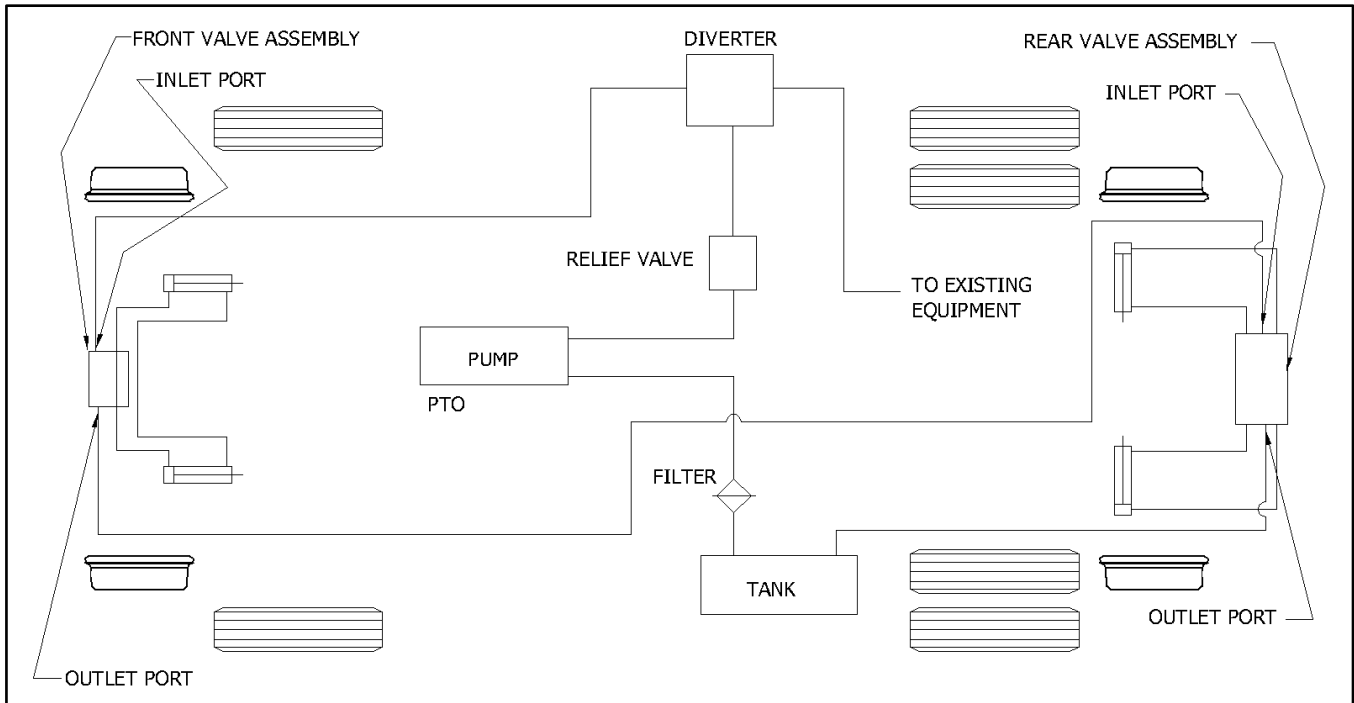 FRONT VALVE ASSEMBLY
DIVERTER
REAR VALVE ASSEMBLY
INLET PORT
INLET PORT
RELIEF VALVE
TO EXISTING
EQUIPMENT
PUMP
PTO
FILTER
TANK
OUTLET PORT
OUTLET PORT